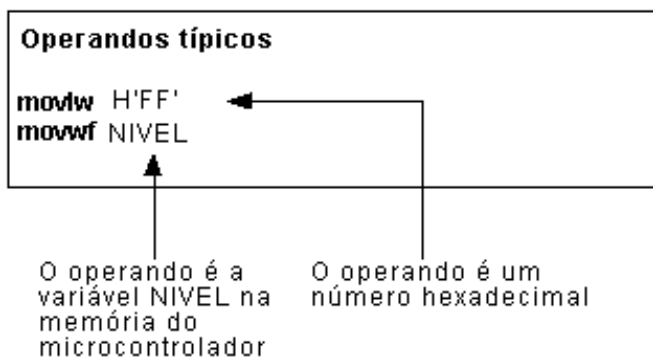 Operandos típicos
movlw H'FF'
movwf NIVEL
O operando é a
variável NIVEL na
memória do
microcontrolador
O operando é um
número hexadecimal